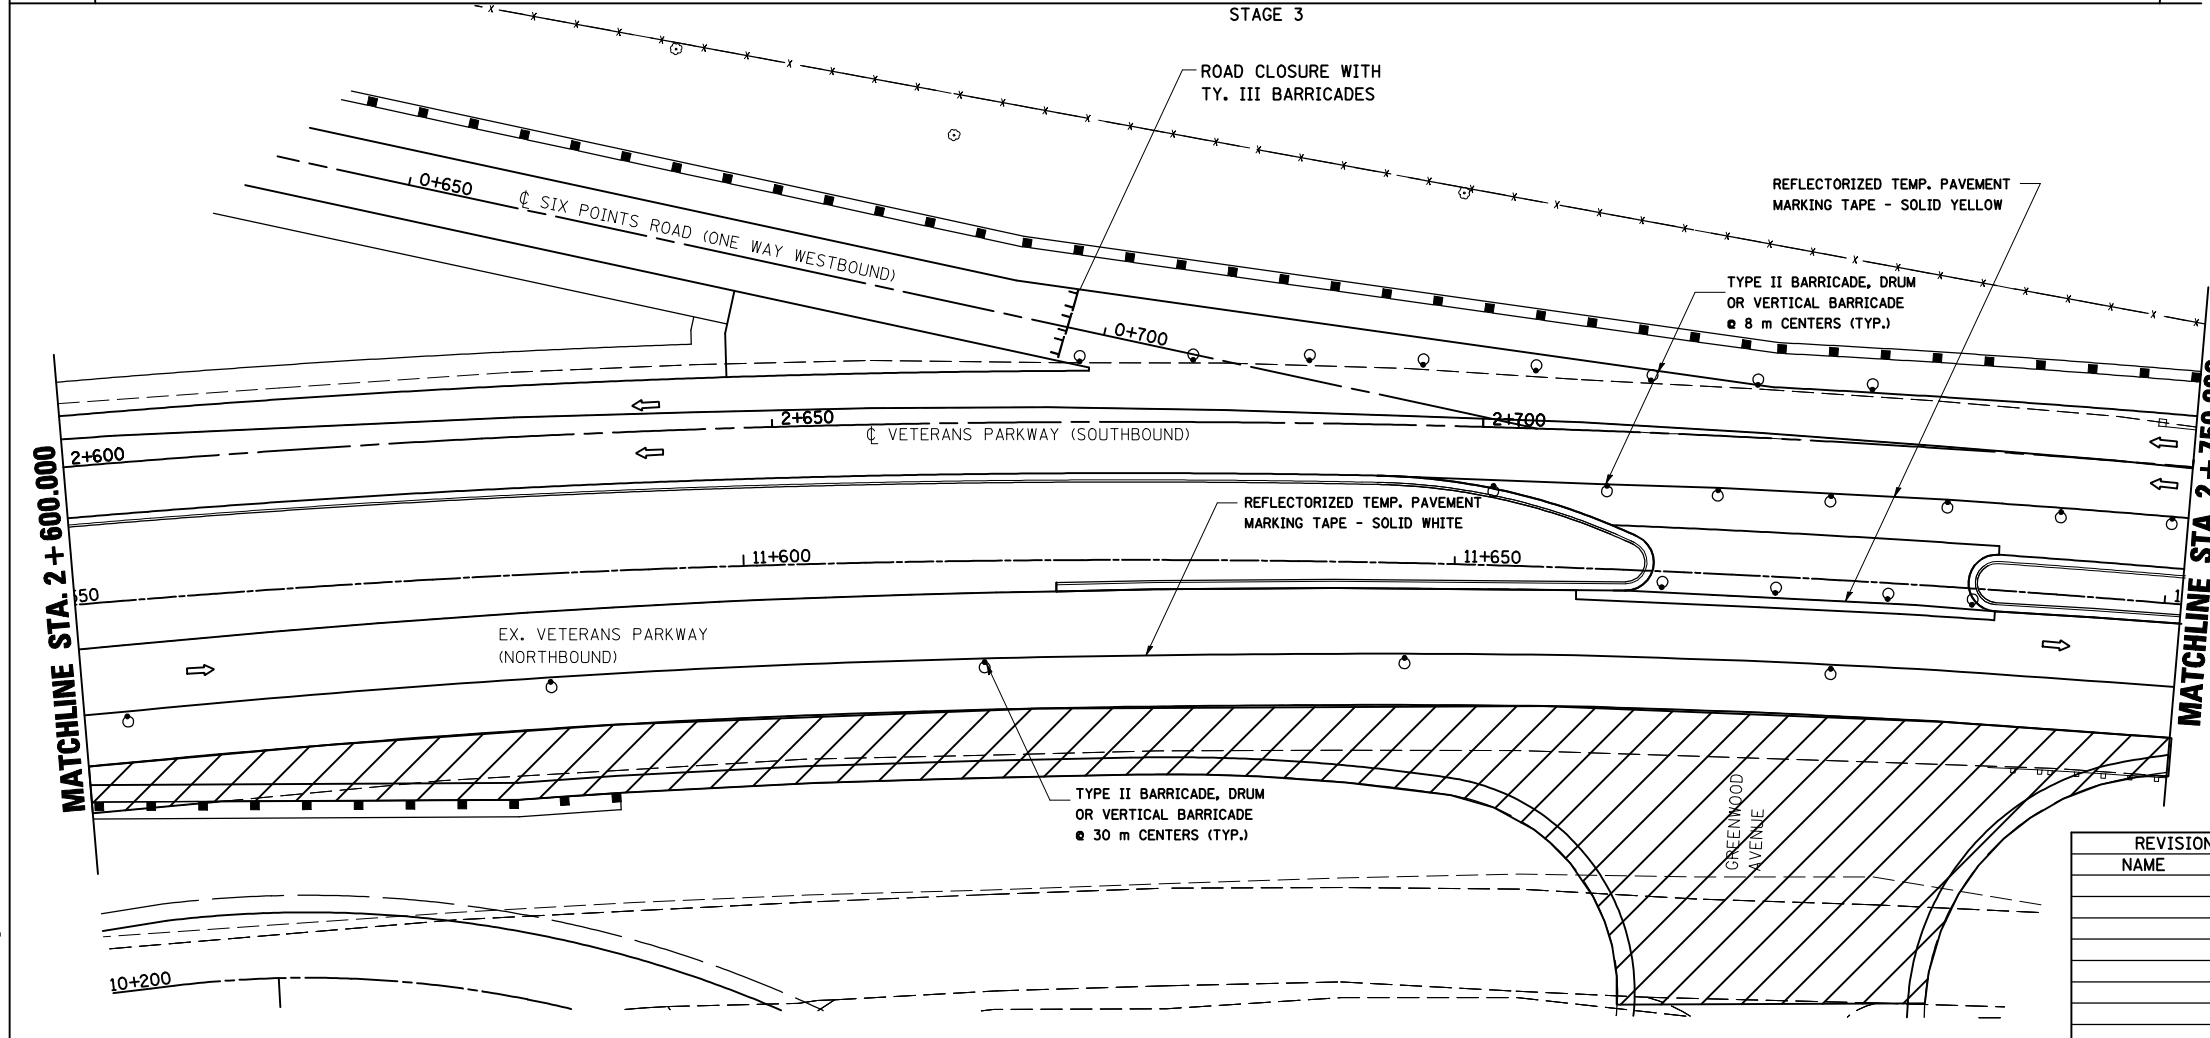 STAGE 3
ROAD CLOSURE WITH
TY. III BARRICADES
REFLECTORIZED TEMP. PAVEMENT
MARKING TAPE - SOLID YELLOW
0+650
℄ SIX POINTS ROAD (ONE WAY WESTBOUND)
TYPE II BARRICADE, DRUM
OR VERTICAL BARRICADE
@ 8 m CENTERS (TYP.)
0+700
2+650
2+700
℄ VETERANS PARKWAY (SOUTHBOUND)
2+600
MATCHLINE STA. 2+600.000
REFLECTORIZED TEMP. PAVEMENT
MARKING TAPE - SOLID WHITE
11+600
11+650
MATCHLINE STA 2+750.000
EX. VETERANS PARKWAY
(NORTHBOUND)
TYPE II BARRICADE, DRUM
OR VERTICAL BARRICADE
@ 30 m CENTERS (TYP.)
GREENWOOD
AVENUE
REVISION
NAME
10+200